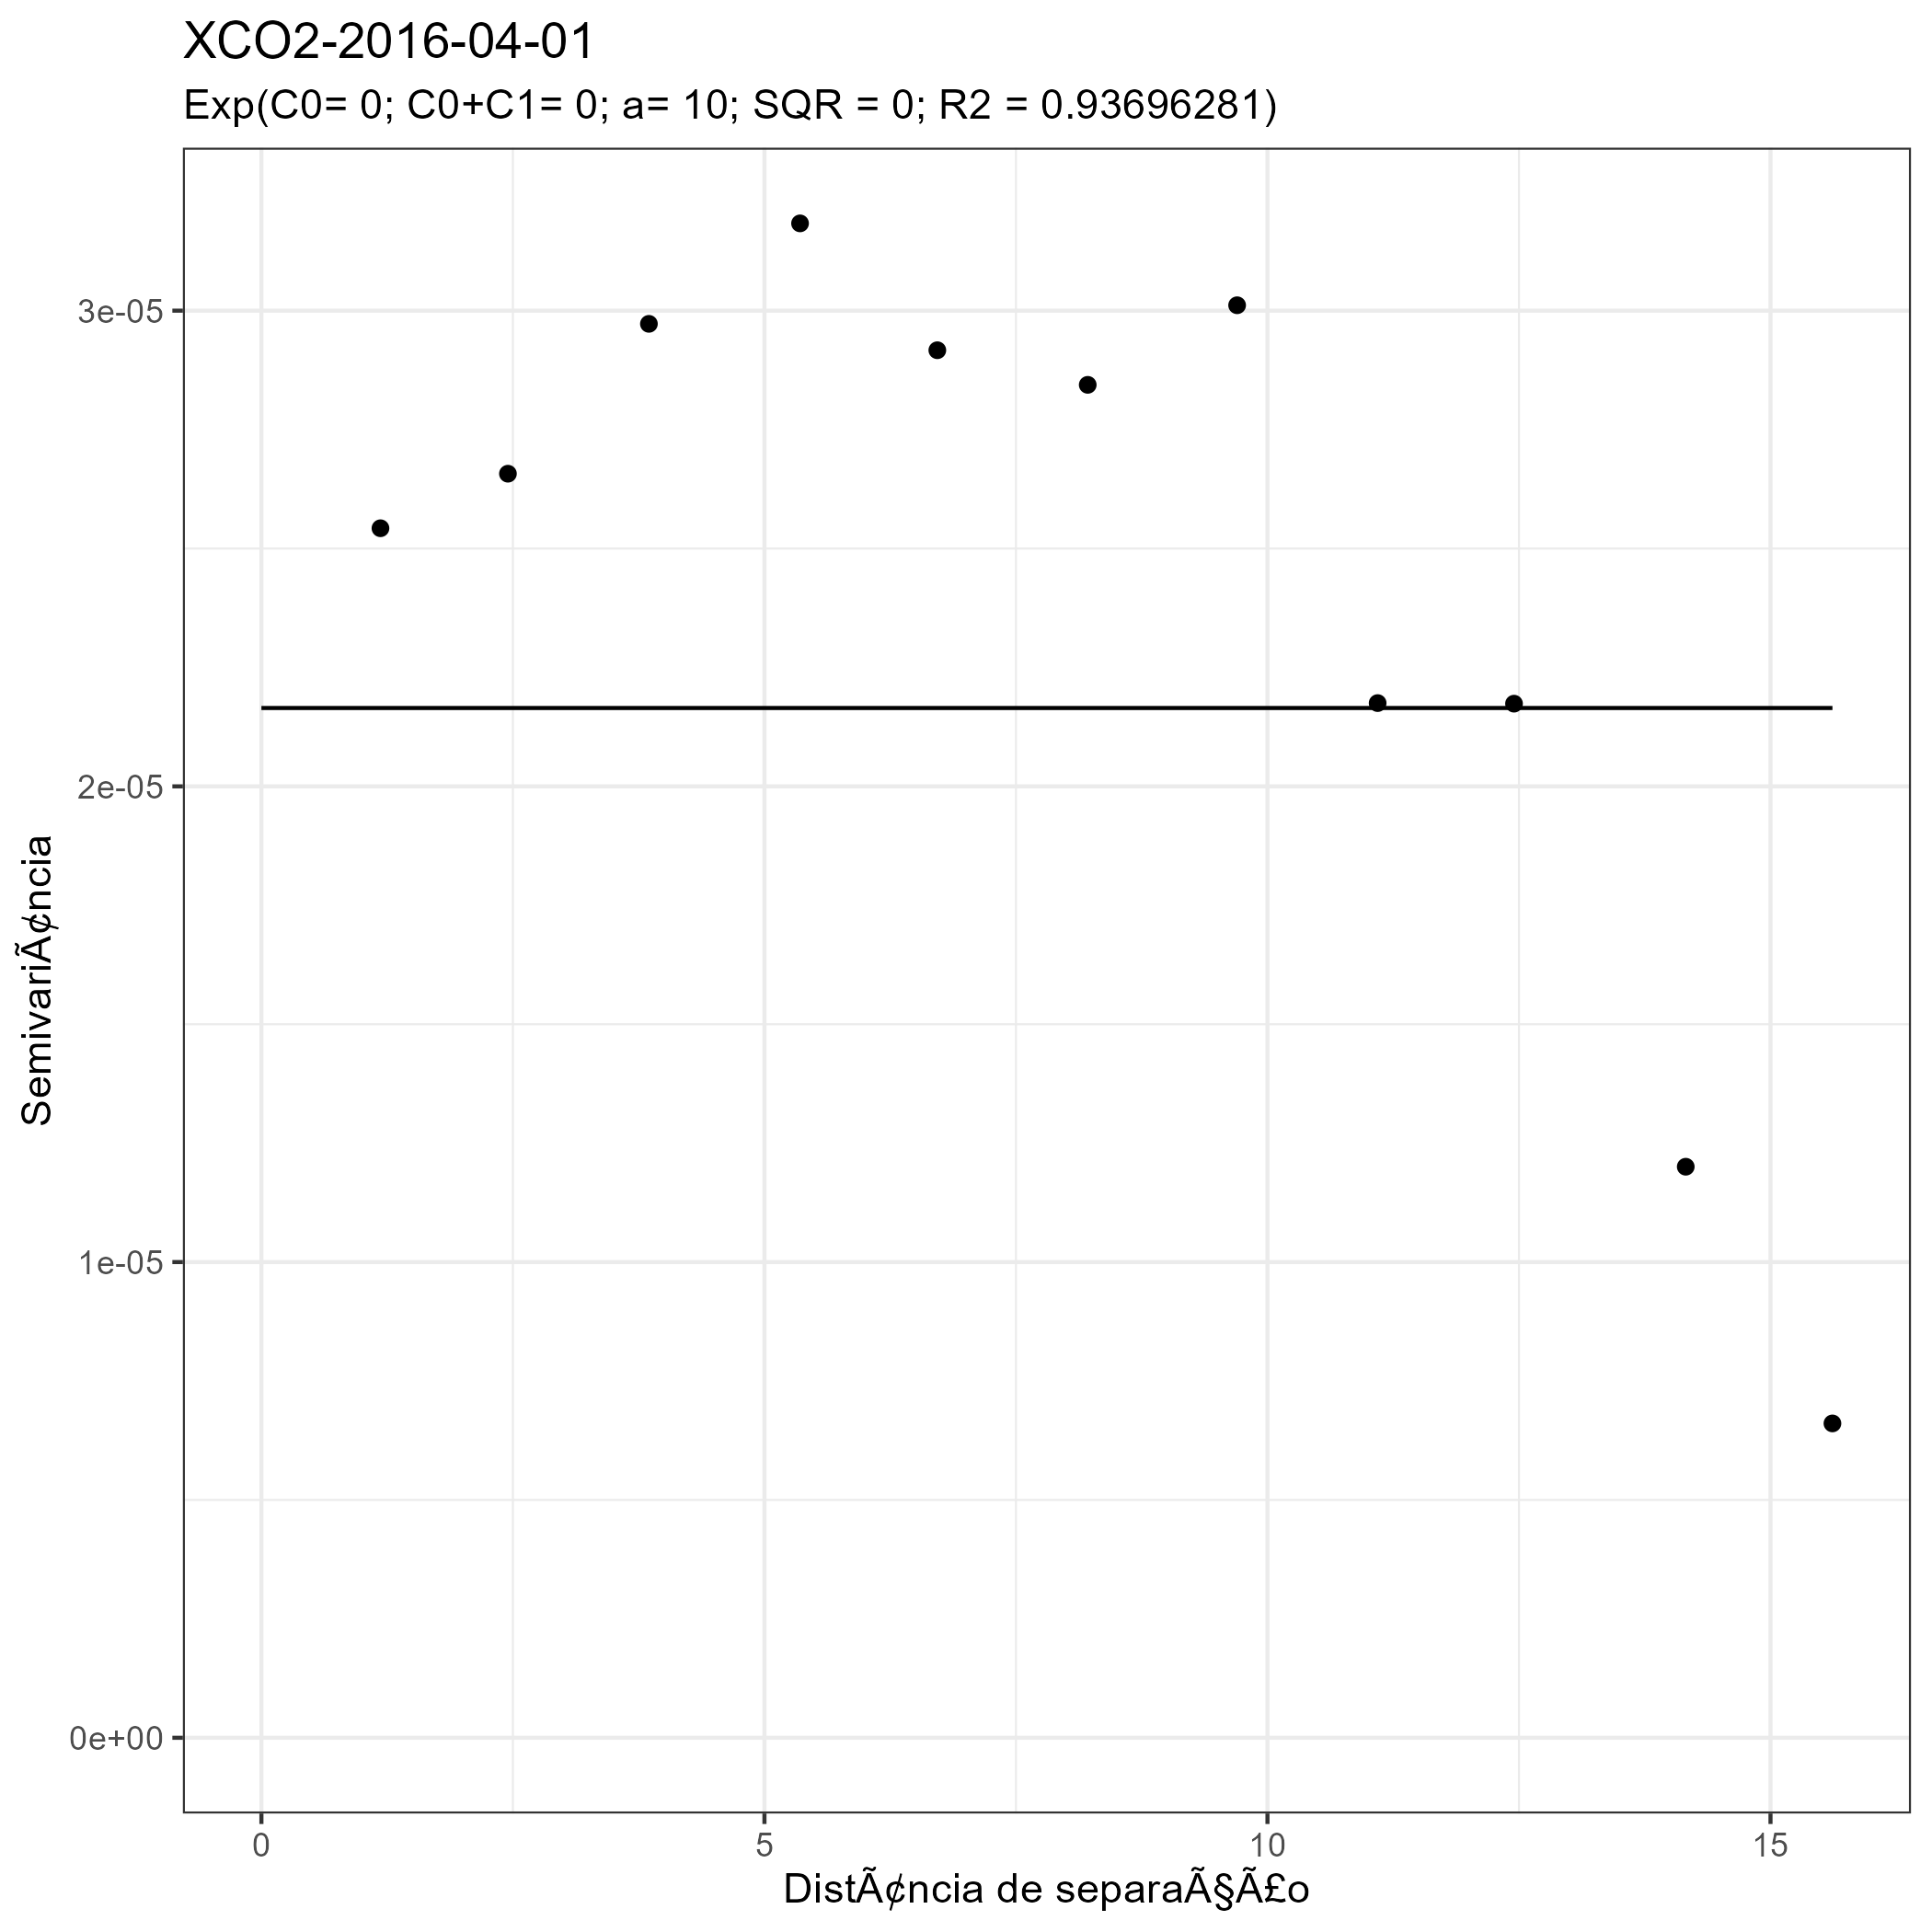 XCO2-2016-04-01
Exp(C0= 0; C0+C1= 0; a= 10; SQR = 0; R2 = 0.93696281)
3e-05
2e-05
1e-05
0e+00
SemivariÃ¢ncia
0 5 10 15
DistÃ¢ncia de separaÃ§Ã£o